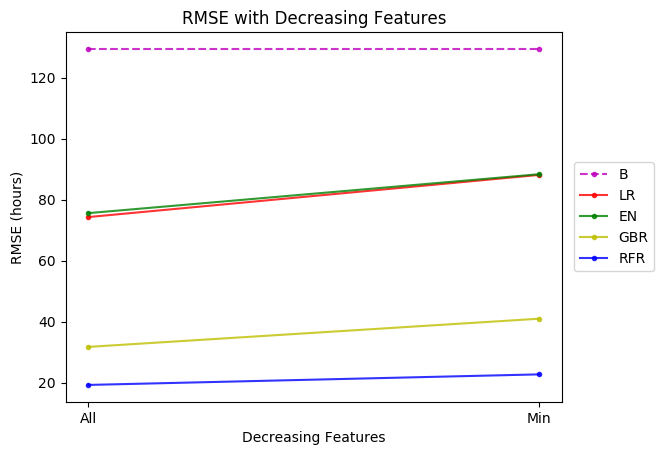 RMSE with Decreasing Features
RMSE (hours)
120
100
80
60
40
20
All
Min
Decreasing Features
B
LR
EN
GBR
RFR